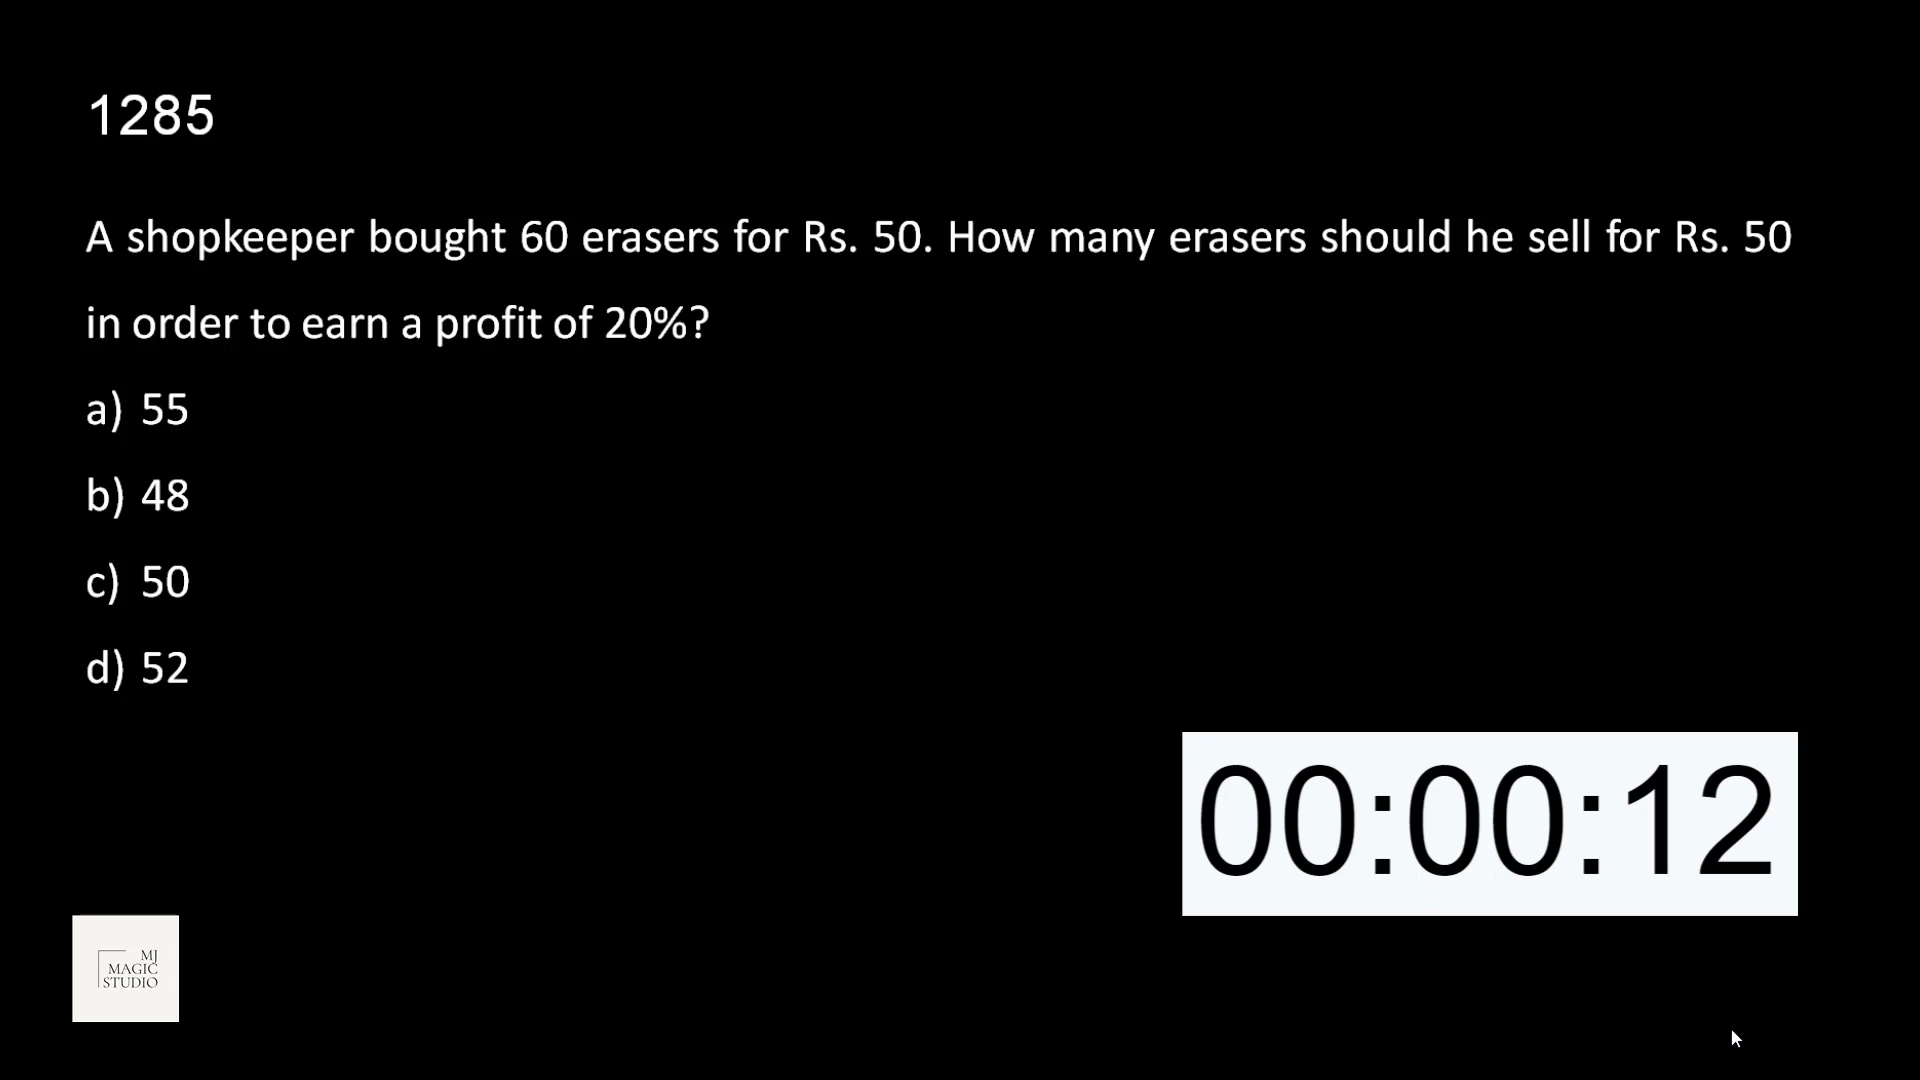 1285
A shopkeeper bought 60 erasers for Rs. 50. How many erasers should he sell for Rs. 50
in order to earn a profit of 20%?
a) 55
b) 48
c) 50
d) 52
00:00:12
MJ
MAGIC
STUDIO